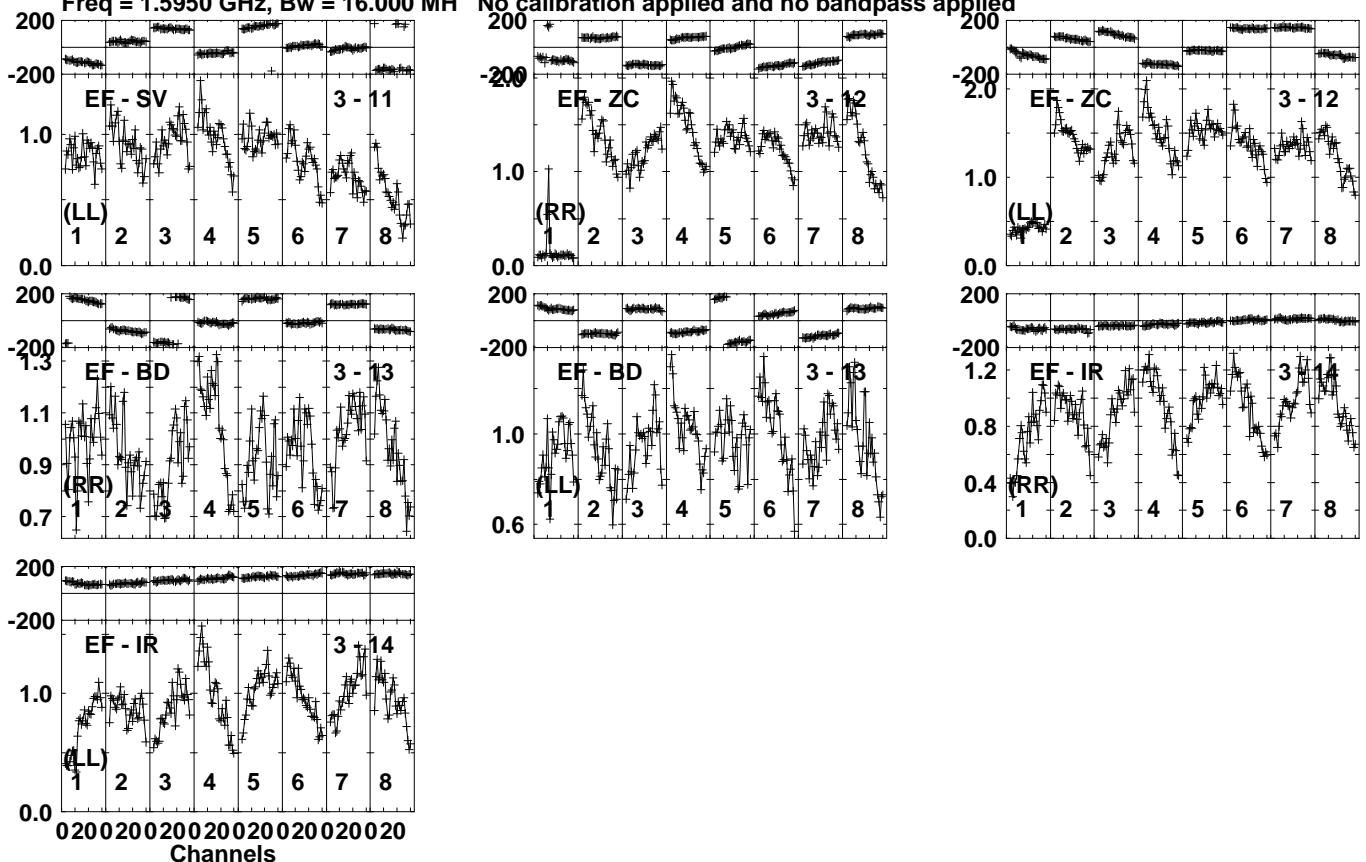 Freq = 1.5950 GHz, Bw = 16.000 MH No calibration applied and no bandpass applied
200
-200
EF - SV 3 - 11
1.0
(LL)
1 2 3 4 5 6 7 8
0.0
200
-200
2.0
EF - ZC 3 - 12
1.0
(RR)
1 2 3 4 5 6 7 8
0.0
200
-200
2.0
EF - ZC 3 - 12
1.0
(LL)
1 2 3 4 5 6 7 8
0.0
200
-200
1.3
EF - BD 3 - 13
1.1
0.9
(RR)
0.7
1 2 3 4 5 6 7 8
200
-200
EF - BD 3 - 13
1.0
(LL)
1 2 3 4 5 6 7 8
0.6
200
-200
1.2
EF - IR 3 - 14
0.8
0.4
(RR)
1 2 3 4 5 6 7 8
0.0
200
-200
EF - IR 3 - 14
1.0
(LL)
1 2 3 4 5 6 7 8
0.0
0 20 0 20 0 20 0 20 0 20 0 20 0 20 0 20
Channels